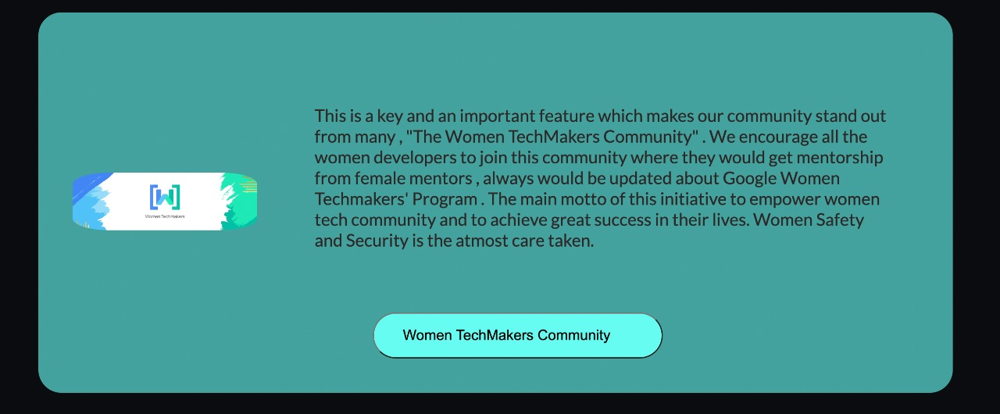 This is a key and an important feature which makes our community stand out
from many , "The Women TechMakers Community" . We encourage all the
women developers to join this community where they would get mentorship
from female mentors , always would be updated about Google Women
Techmakers' Program . The main motto of this initiative to empower women
tech community and to achieve great success in their lives. Women Safety
and Security is the atmost care taken.
Women Techmakers
Women TechMakers Community